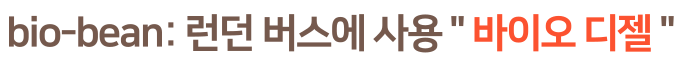 bio-bean: 런던 버스에 사용 " 바이오 디젤 "